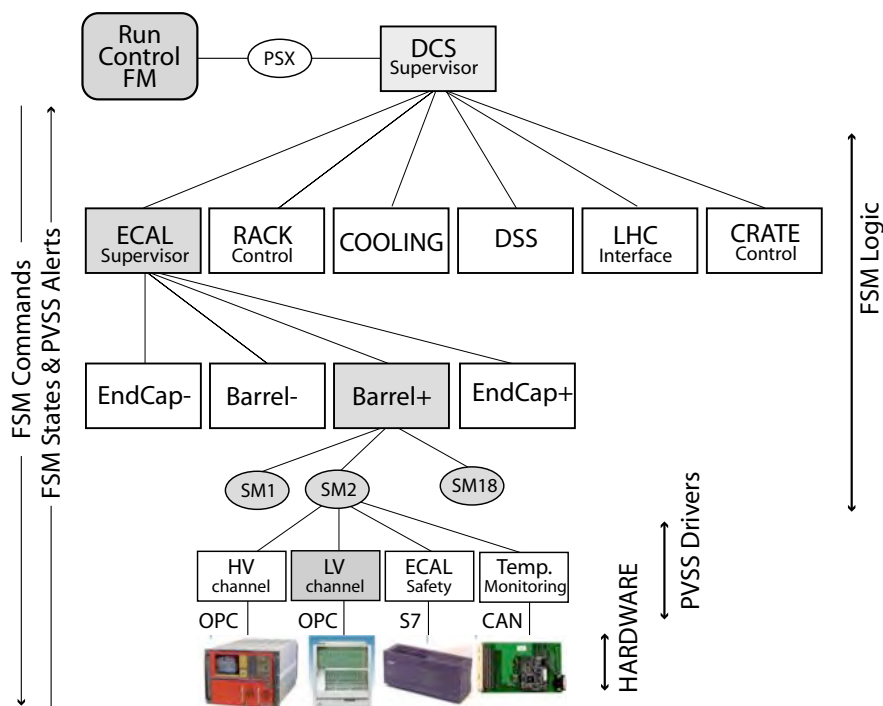 Run
Control
FM
PSX
DCS
Supervisor
ECAL
Supervisor
RACK
Control
COOLING
DSS
LHC
Interface
CRATE
Control
EndCap-
Barrel-
Barrel+
EndCap+
SM1
SM2
SM18
HV
channel
LV
channel
ECAL
Safety
Temp.
Monitoring
OPC
OPC
S7
CAN
FSM Commands
FSM States & PVSS Alerts
FSM Logic
PVSS Drivers
HARDWARE